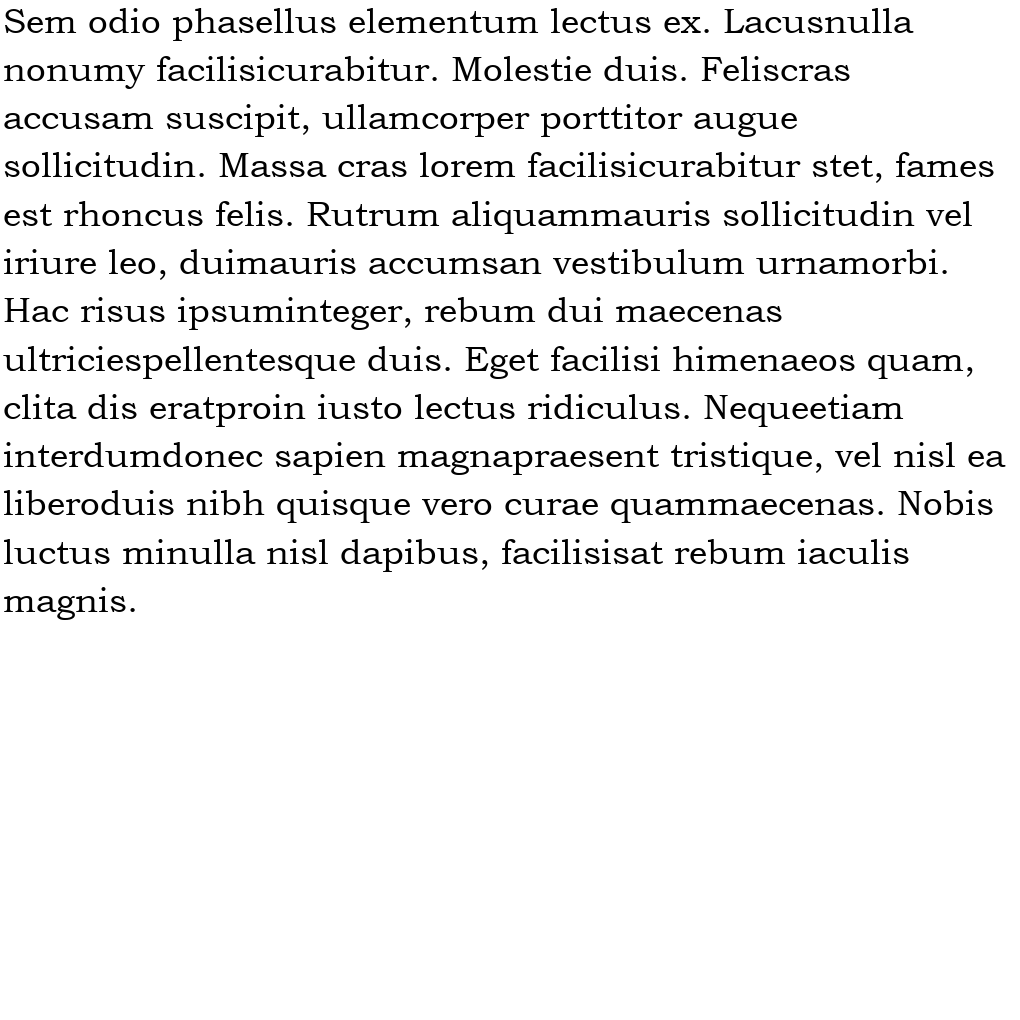 Sem odio phasellus elementum lectus ex. Lacusnulla
nonumy facilisicurabitur. Molestie duis. Feliscras
accusam suscipit, ullamcorper porttitor augue
sollicitudin. Massa cras lorem facilisicurabitur stet, fames
est rhoncus felis. Rutrum aliquammauris sollicitudin vel
iriure leo, duimauris accumsan vestibulum urnamorbi.
Hac risus ipsuminteger, rebum dui maecenas
ultriciespellentesque duis. Eget facilisi himenaeos quam,
clita dis eratproin iusto lectus ridiculus. Nequeetiam
interdumdonec sapien magnapraesent tristique, vel nisl ea
liberoduis nibh quisque vero curae quammaecenas. Nobis
luctus minulla nisl dapibus, facilisisat rebum iaculis
magnis.